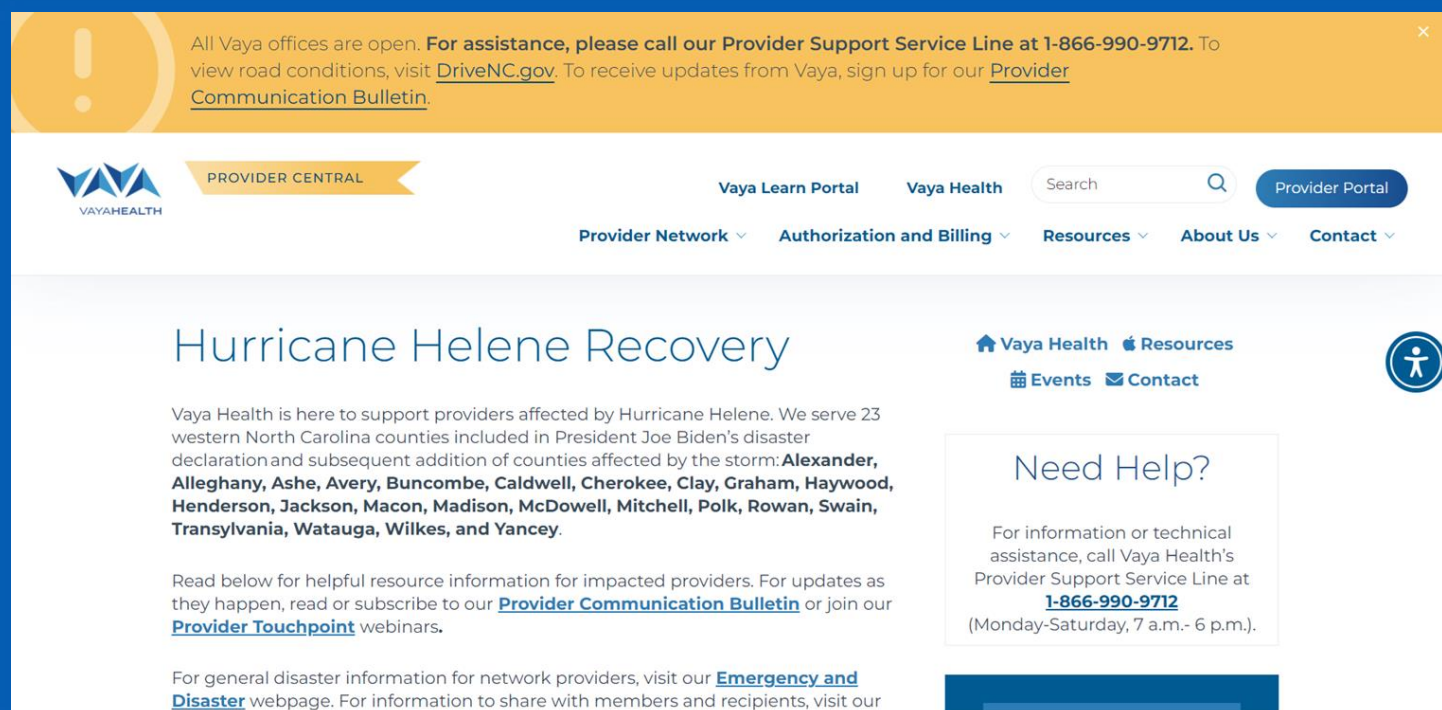 All Vaya offices are open. For assistance, please call our Provider Support Service Line at 1-866-990-9712. To
view road conditions, visit DriveNC.gov. To receive updates from Vaya, sign up for our Provider
Communication Bulletin.
VAYAHEALTH
PROVIDER CENTRAL
Vaya Learn Portal
Vaya Health
Search
Provider Portal
Provider Network
Authorization and Billing
Resources
About Us
Contact
Hurricane Helene Recovery
Vaya Health is here to support providers affected by Hurricane Helene. We serve 23
western North Carolina counties included in President Joe Biden’s disaster
declaration and subsequent addition of counties affected by the storm: Alexander,
Alleghany, Ashe, Avery, Buncombe, Caldwell, Cherokee, Clay, Graham, Haywood,
Henderson, Jackson, Macon, Madison, McDowell, Mitchell, Polk, Rowan, Swain,
Transylvania, Watauga, Wilkes, and Yancey.
Read below for helpful resource information for impacted providers. For updates as
they happen, read or subscribe to our Provider Communication Bulletin or join our
Provider Touchpoint webinars.
For general disaster information for network providers, visit our Emergency and
Disaster webpage. For information to share with members and recipients, visit our
Vaya Health Resources
Events Contact
Need Help?
For information or technical
assistance, call Vaya Health’s
Provider Support Service Line at
1-866-990-9712
(Monday-Saturday, 7 a.m.- 6 p.m.).